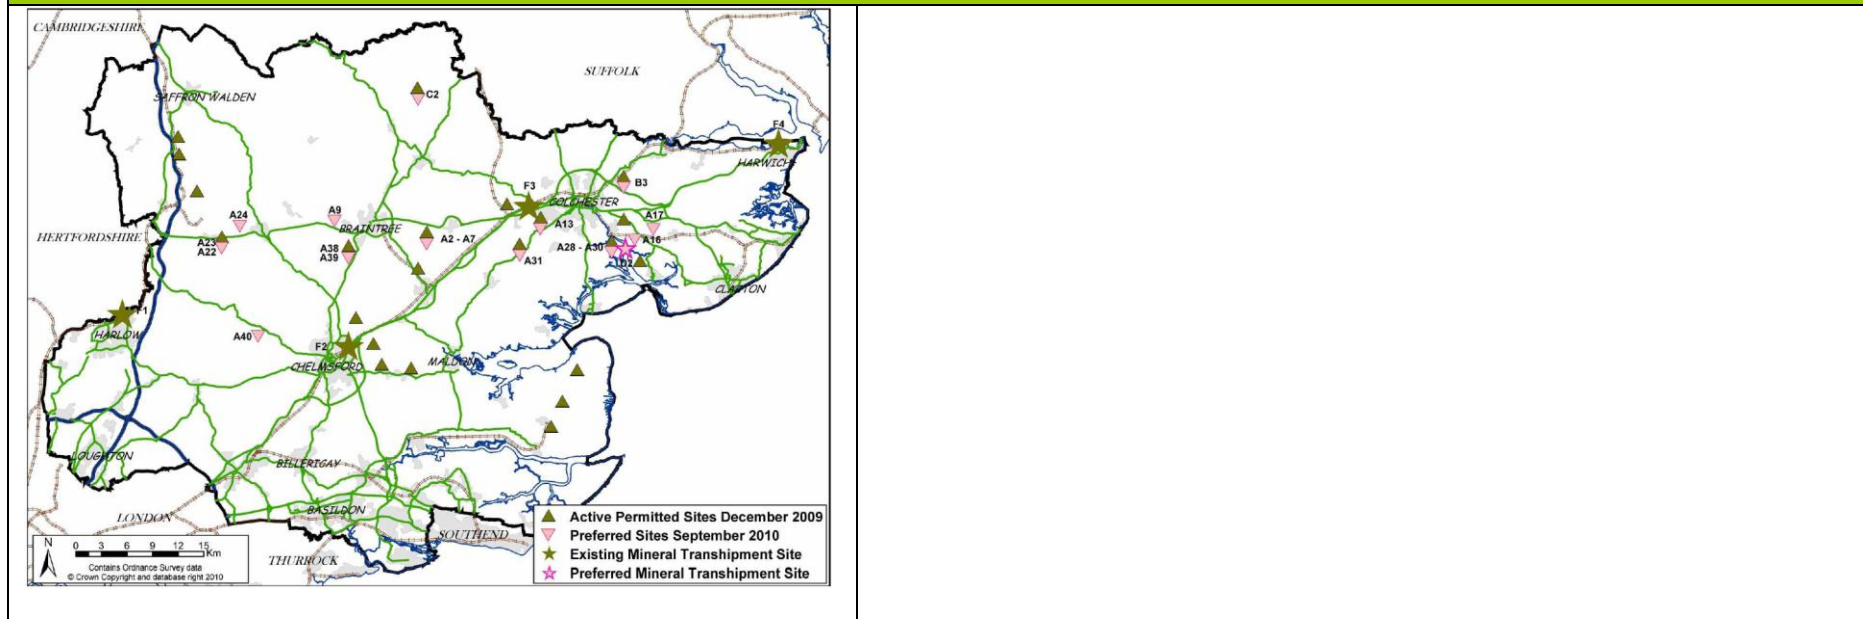 CAMBRIDGESHIRE
SUFFOLK
C2
SAFFRON WALDEN
F4
HARWICH
B3
F3
COLCHESTER
A24
A9
A17
A13
BRAINTREE
HERTFORDSHIRE
A23
A22
A38
A39
A2 - A7
A28 - A30
A16
A31
D2
CLACTON
F1
HARLOW
A40
F2
CHELMSFORD
MALDON
LOUGHTON
BILLERICAY
BASILDON
LONDON
SOUTHEND
THURROCK
N
0 3 6 9 12 15
Km
Contains Ordnance Survey data
© Crown Copyright and database right 2010
Active Permitted Sites December 2009
Preferred Sites September 2010
Existing Mineral Transhipment Site
Preferred Mineral Transhipment Site